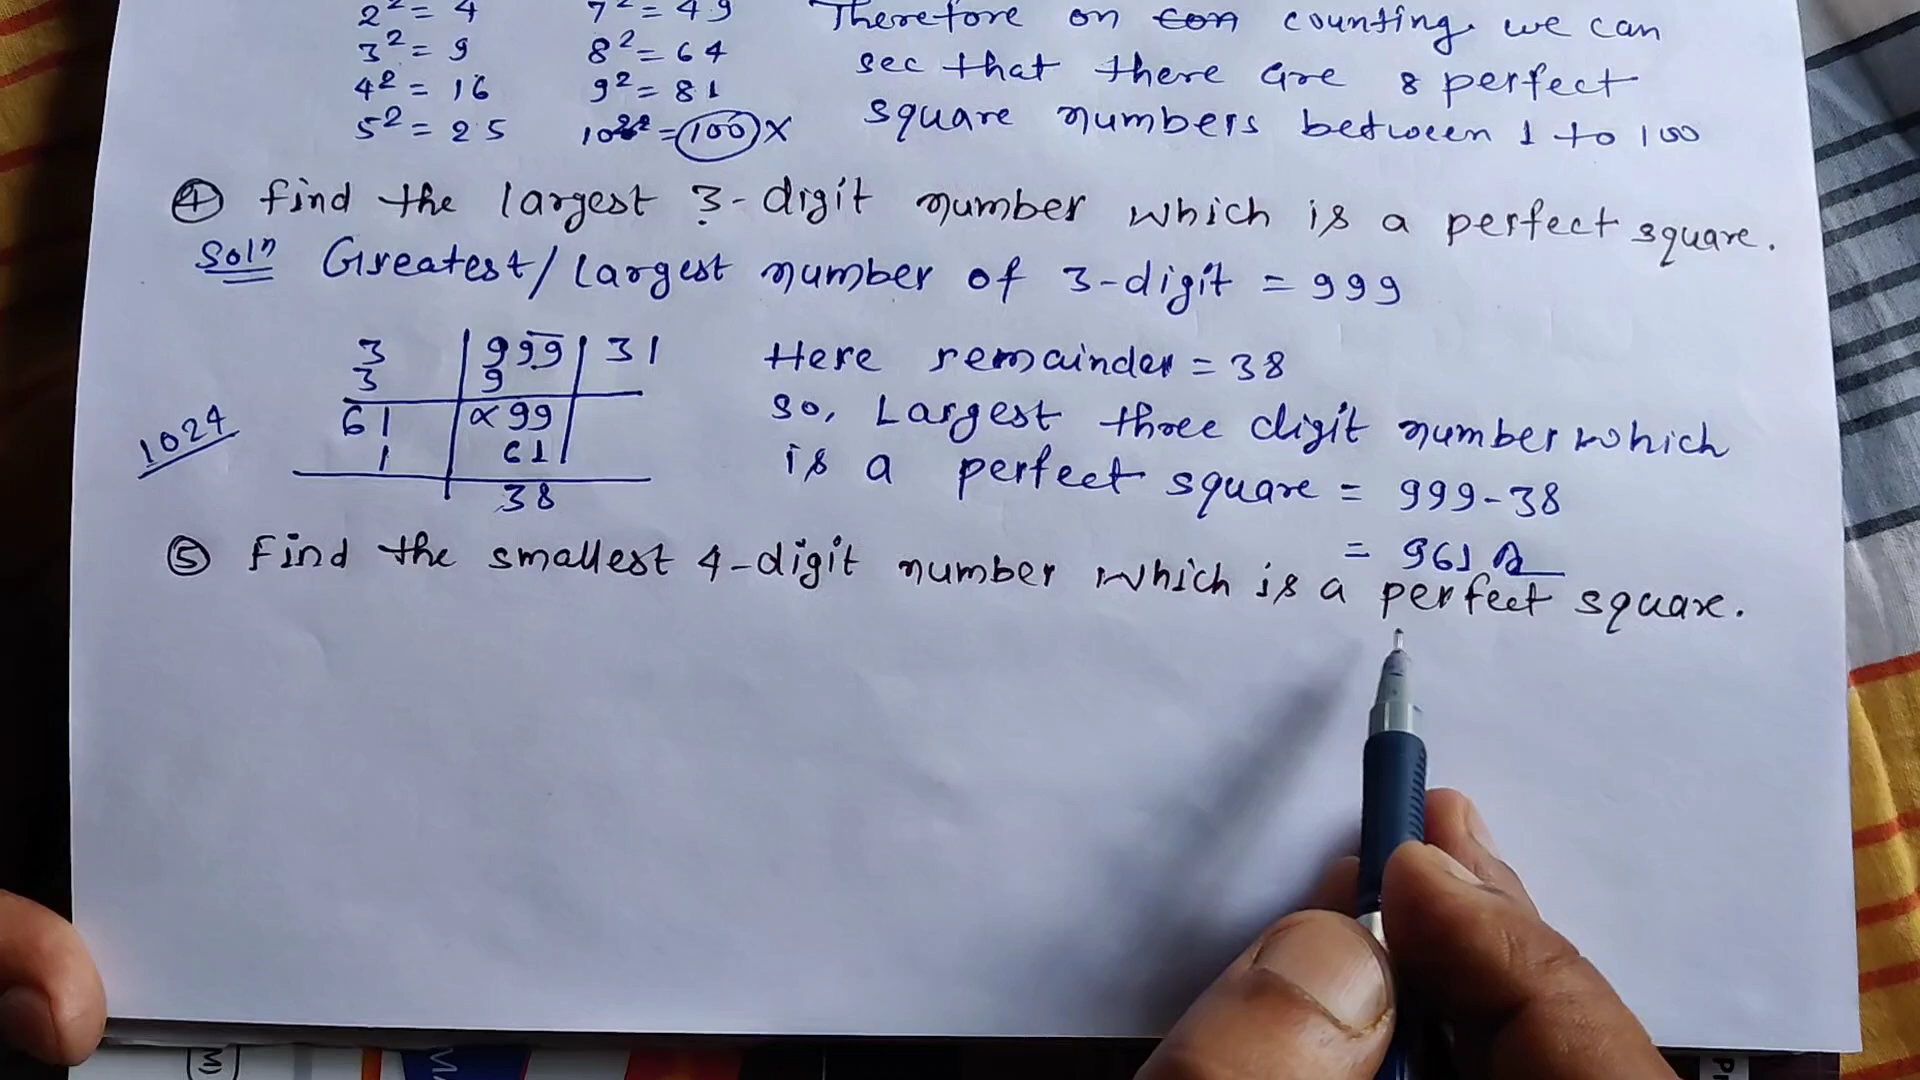 2² = 4 7² = 49 Therefore on con counting we can
3² = 9 8² = 64 see that there are 8 perfect
4² = 16 9² = 81 square numbers between 1 to 100
5² = 25 10² = 100 X
④ find the largest 3-digit number which is a perfect square.
Solⁿ Greatest/largest number of 3-digit = 999
3 | 999 | 31 Here remainder = 38
3 9
61 | x99 so, Largest three digit number which
1024
1 61 is a perfect square = 999-38
38
= 961
⑤ Find the smallest 4-digit number which is a perfect square.
M)